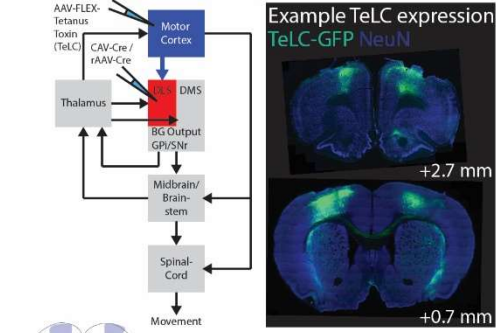 AAV-FLEX-
Tetanus
Toxin
(TeLC)
Motor
Cortex
CAV-Cre /
rAAV-Cre
Thalamus
DLS
DMS
BG Output
GPi/SNr
Midbrain/
Brain-
stem
Spinal-
Cord
Movement
Example TeLC expression
TeLC-GFP NeuN
+2.7 mm
+0.7 mm